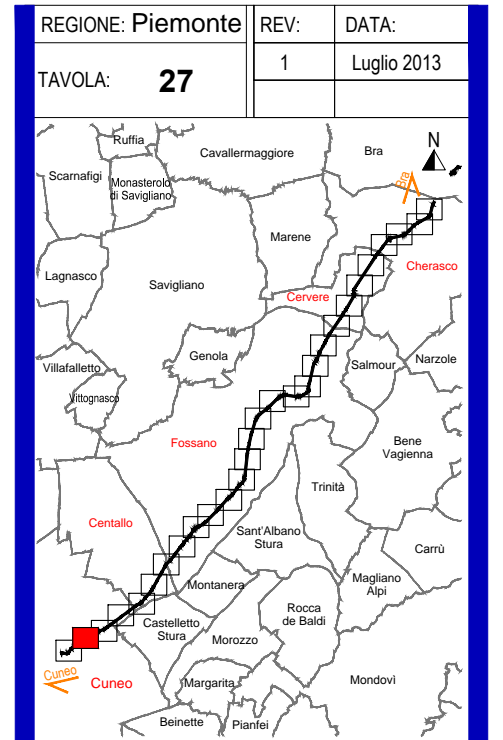 REGIONE: Piemonte REV: DATA:
TAVOLA: 27 1 Luglio 2013
Ruffia
Cavallermaggiore
Bra
N
Scarnafigi
Monasterolo
di Savigliano
Bra
Marene
Lagnasco
Savigliano
Cherasco
Cervere
Genola
Salmour
Narzole
Villafalletto
Vittognasco
Fossano
Bene
Vagienna
Trinità
Centallo
Sant'Albano
Stura
Carrù
Montanera
Magliano
Alpi
Castelletto
Stura
Rocca
de Baldi
Morozzo
Cuneo
Cuneo
Margarita
Mondovì
Beinette
Pianfei